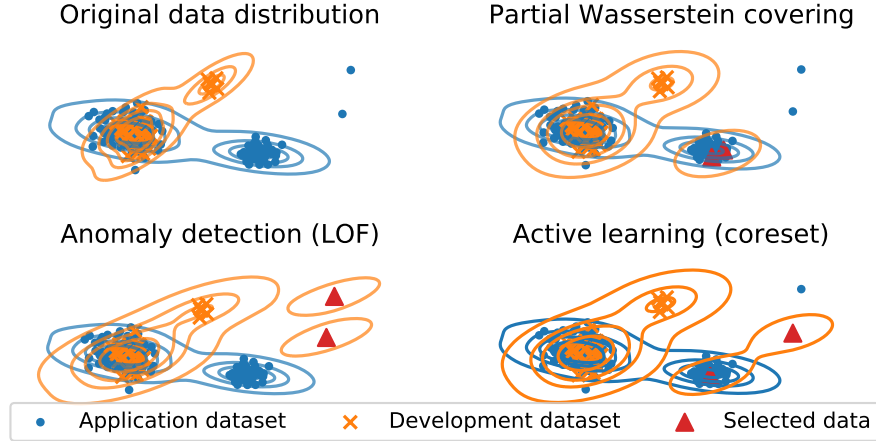 Original data distribution
Partial Wasserstein covering
Anomaly detection (LOF)
Active learning (coreset)
Application dataset
Development dataset
Selected data